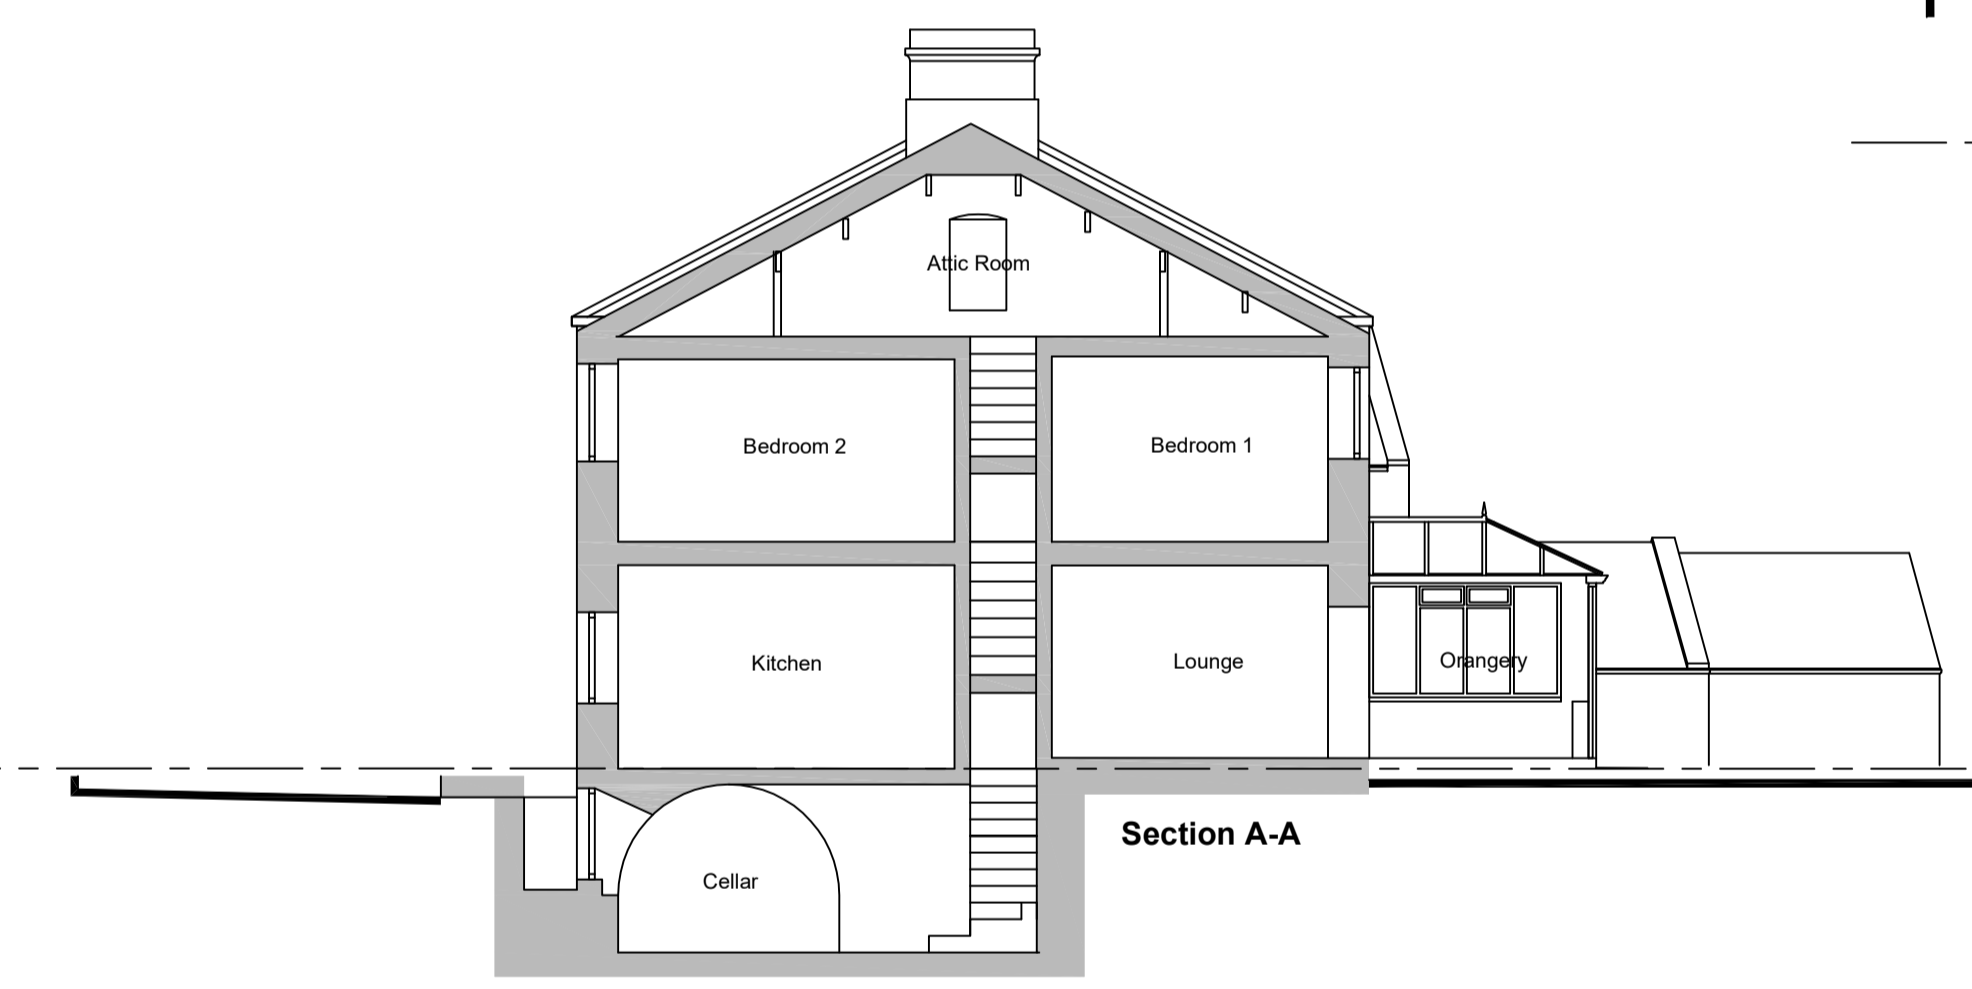 Attic Room
Bedroom 2
Bedroom 1
Kitchen
Lounge
Orangery
Section A-A
Cellar